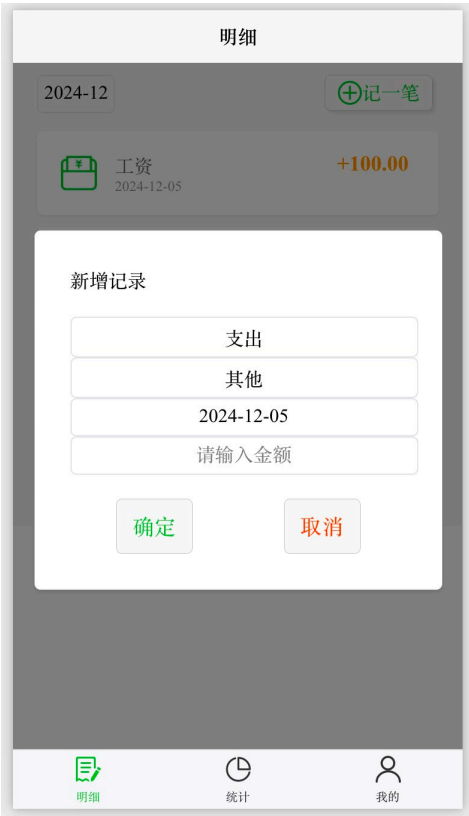 明细
2024-12
记一笔
工资
+100.00
2024-12-05
新增记录
支出
其他
2024-12-05
请输入金额
确定 取消
明细 统计 我的